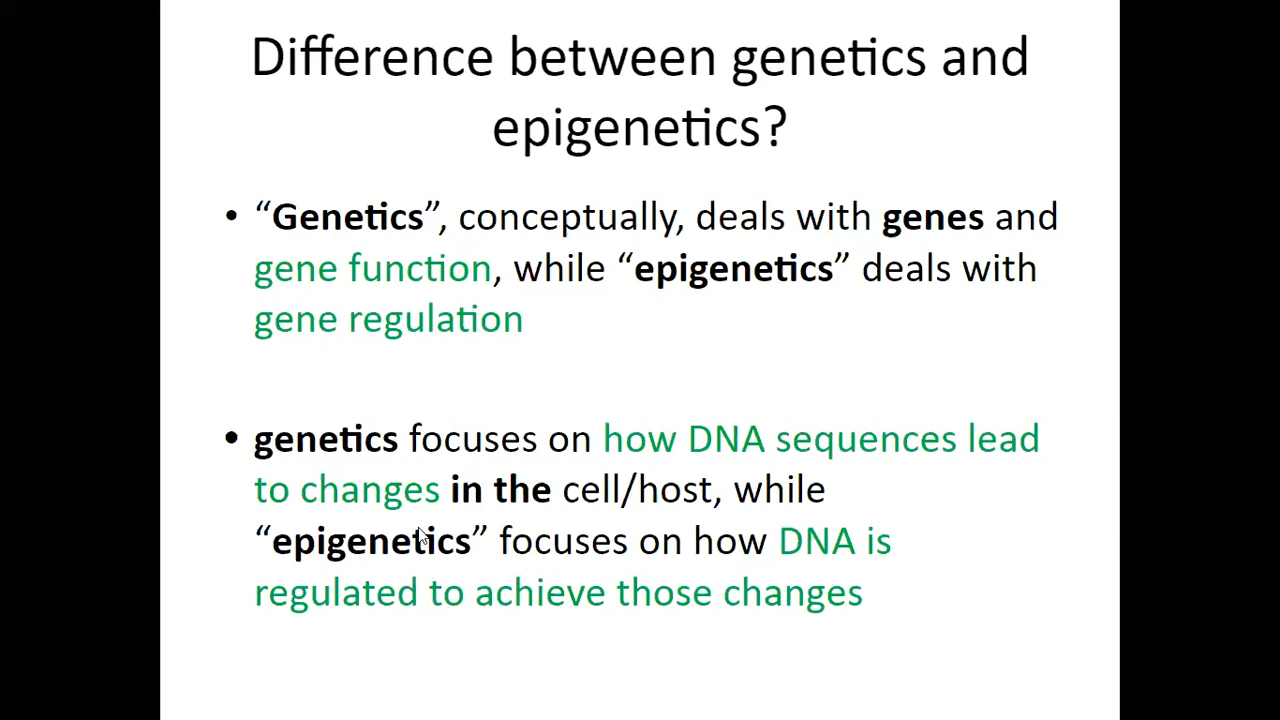 Difference between genetics and
epigenetics?
• “Genetics”, conceptually, deals with genes and
gene function, while “epigenetics” deals with
gene regulation
• genetics focuses on how DNA sequences lead
to changes in the cell/host, while
“epigenetics” focuses on how DNA is
regulated to achieve those changes